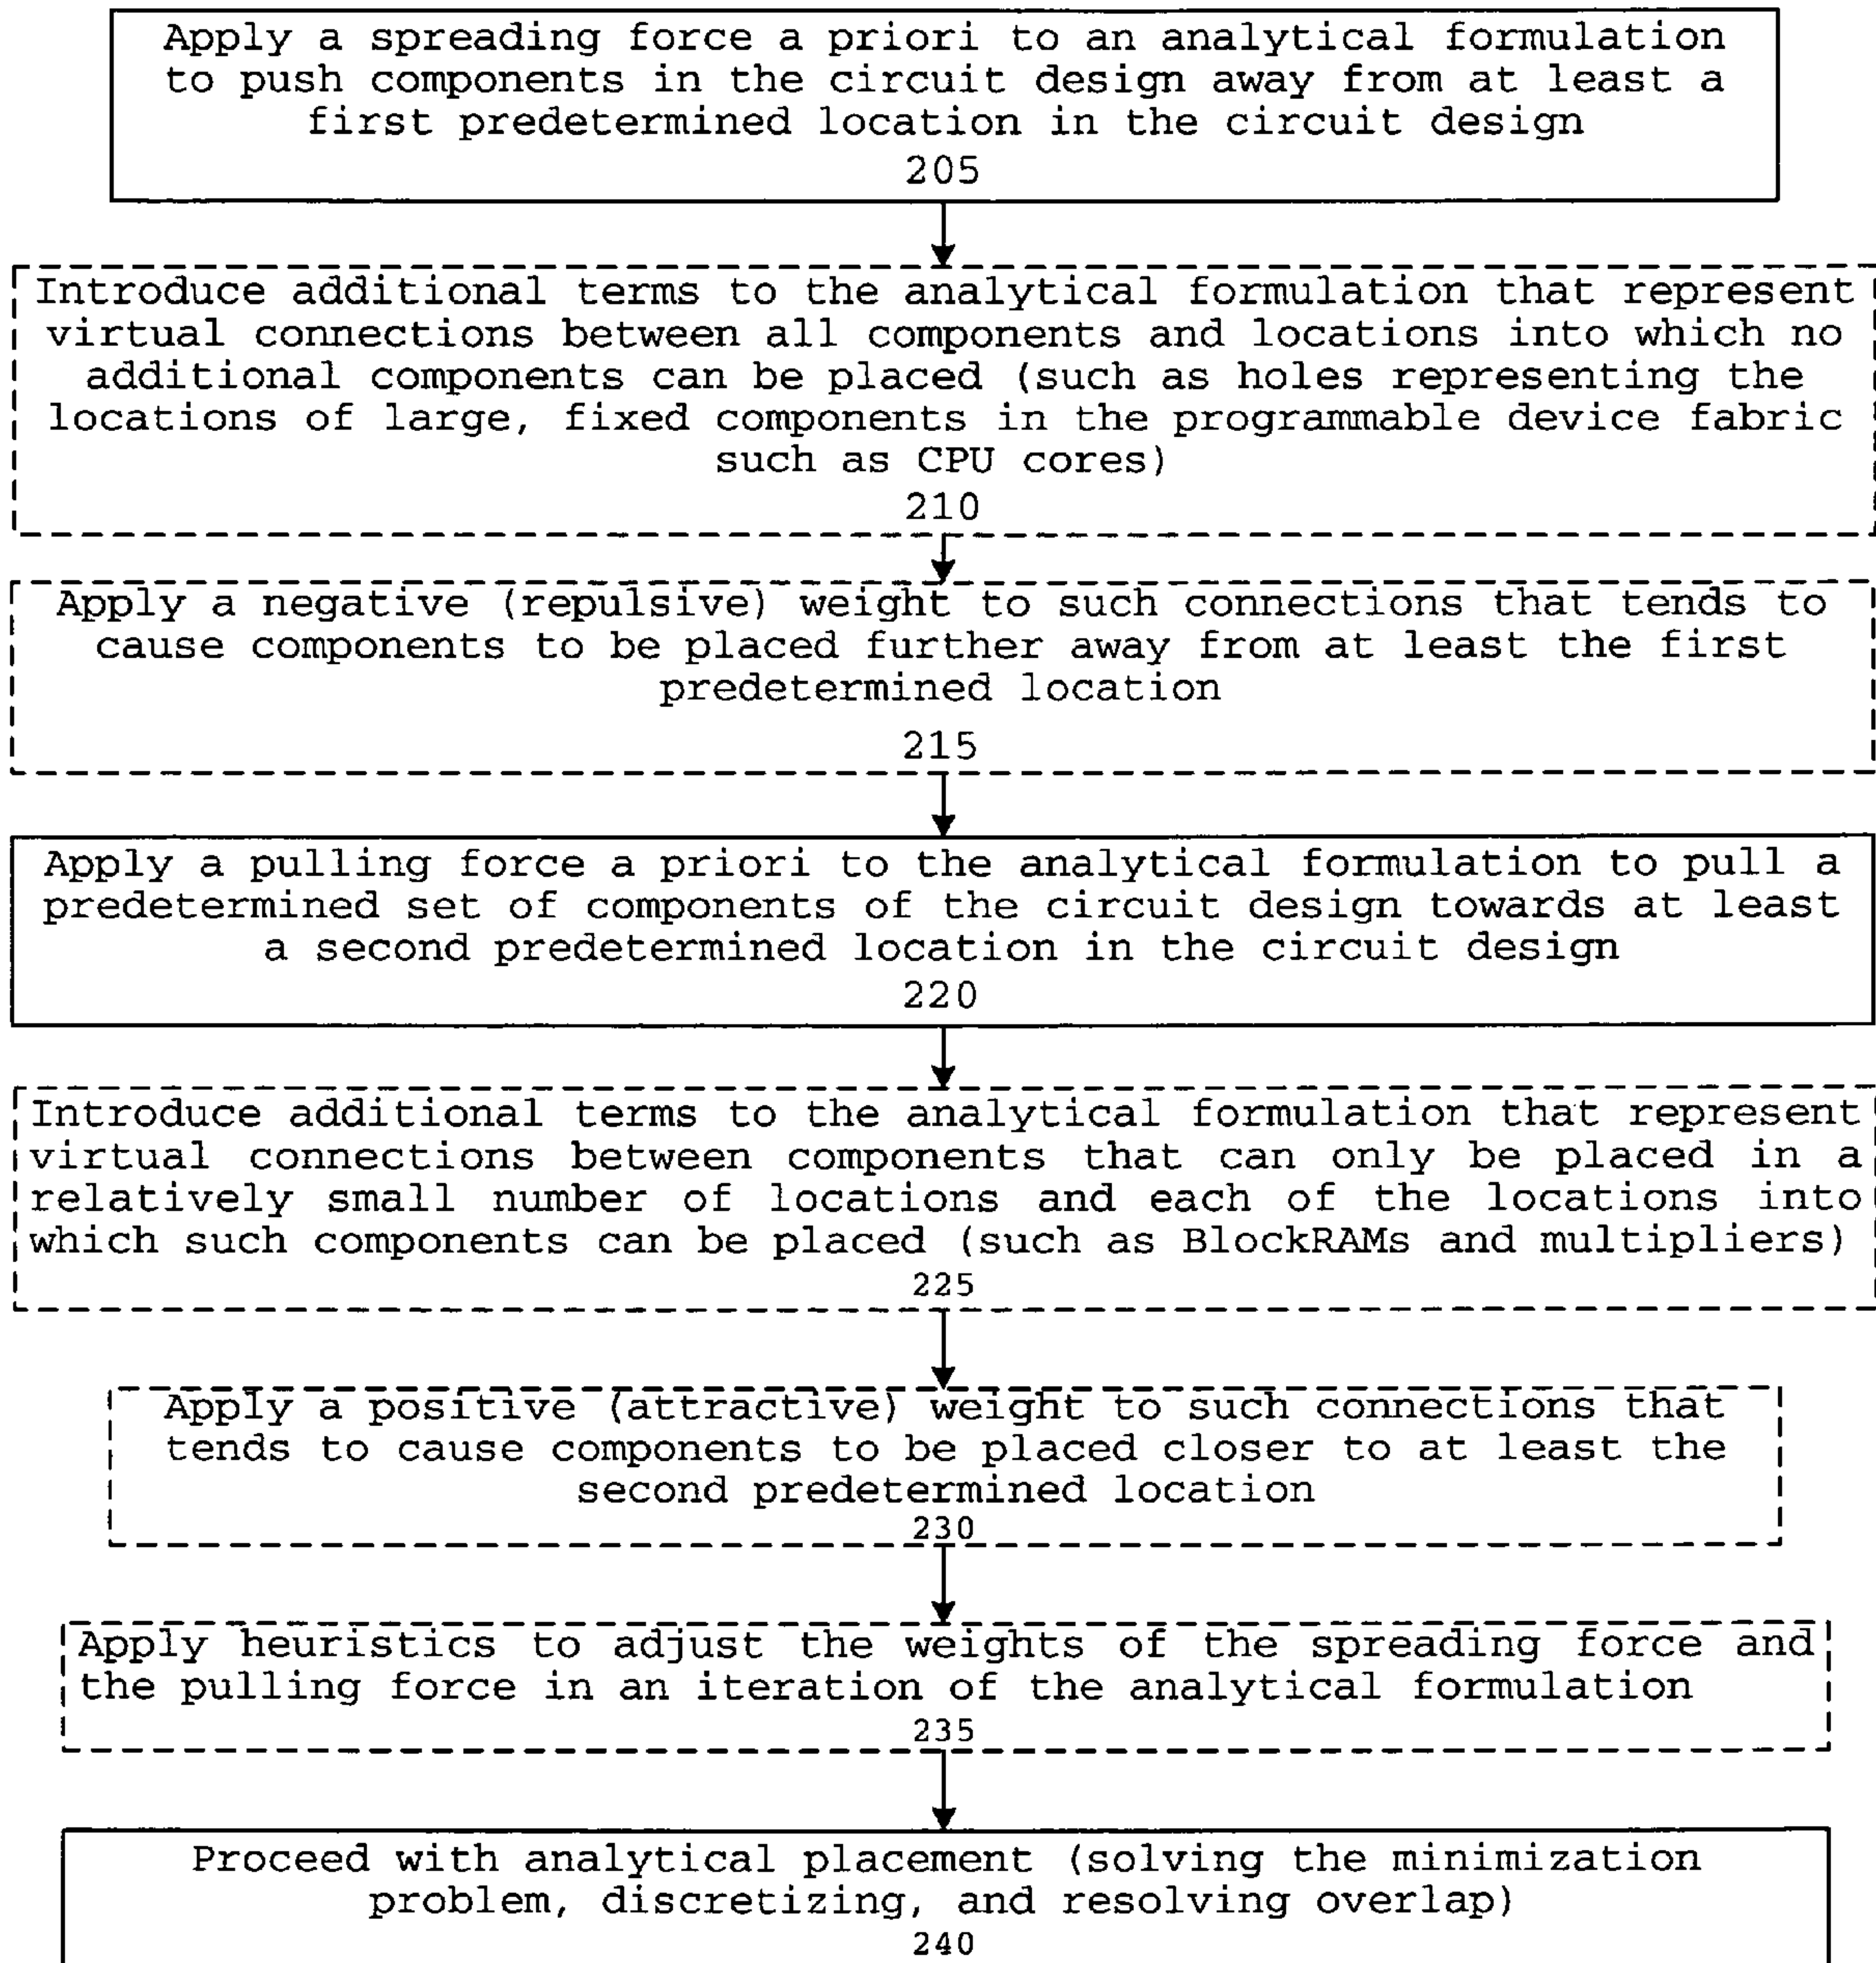 Apply a spreading force a priori to an analytical formulation
to push components in the circuit design away from at least a
first predetermined location in the circuit design
205
Introduce additional terms to the analytical formulation that represent
virtual connections between all components and locations into which no
additional components can be placed (such as holes representing the
locations of large, fixed components in the programmable device fabric
such as CPU cores)
210
Apply a negative (repulsive) weight to such connections that tends to
cause components to be placed further away from at least the first
predetermined location
215
Apply a pulling force a priori to the analytical formulation to pull a
predetermined set of components of the circuit design towards at least
a second predetermined location in the circuit design
220
Introduce additional terms to the analytical formulation that represent
virtual connections between components that can only be placed in a
relatively small number of locations and each of the locations into
which such components can be placed (such as BlockRAMs and multipliers)
225
Apply a positive (attractive) weight to such connections that
tends to cause components to be placed closer to at least the
second predetermined location
230
Apply heuristics to adjust the weights of the spreading force and
the pulling force in an iteration of the analytical formulation
235
Proceed with analytical placement (solving the minimization
problem, discretizing, and resolving overlap)
240